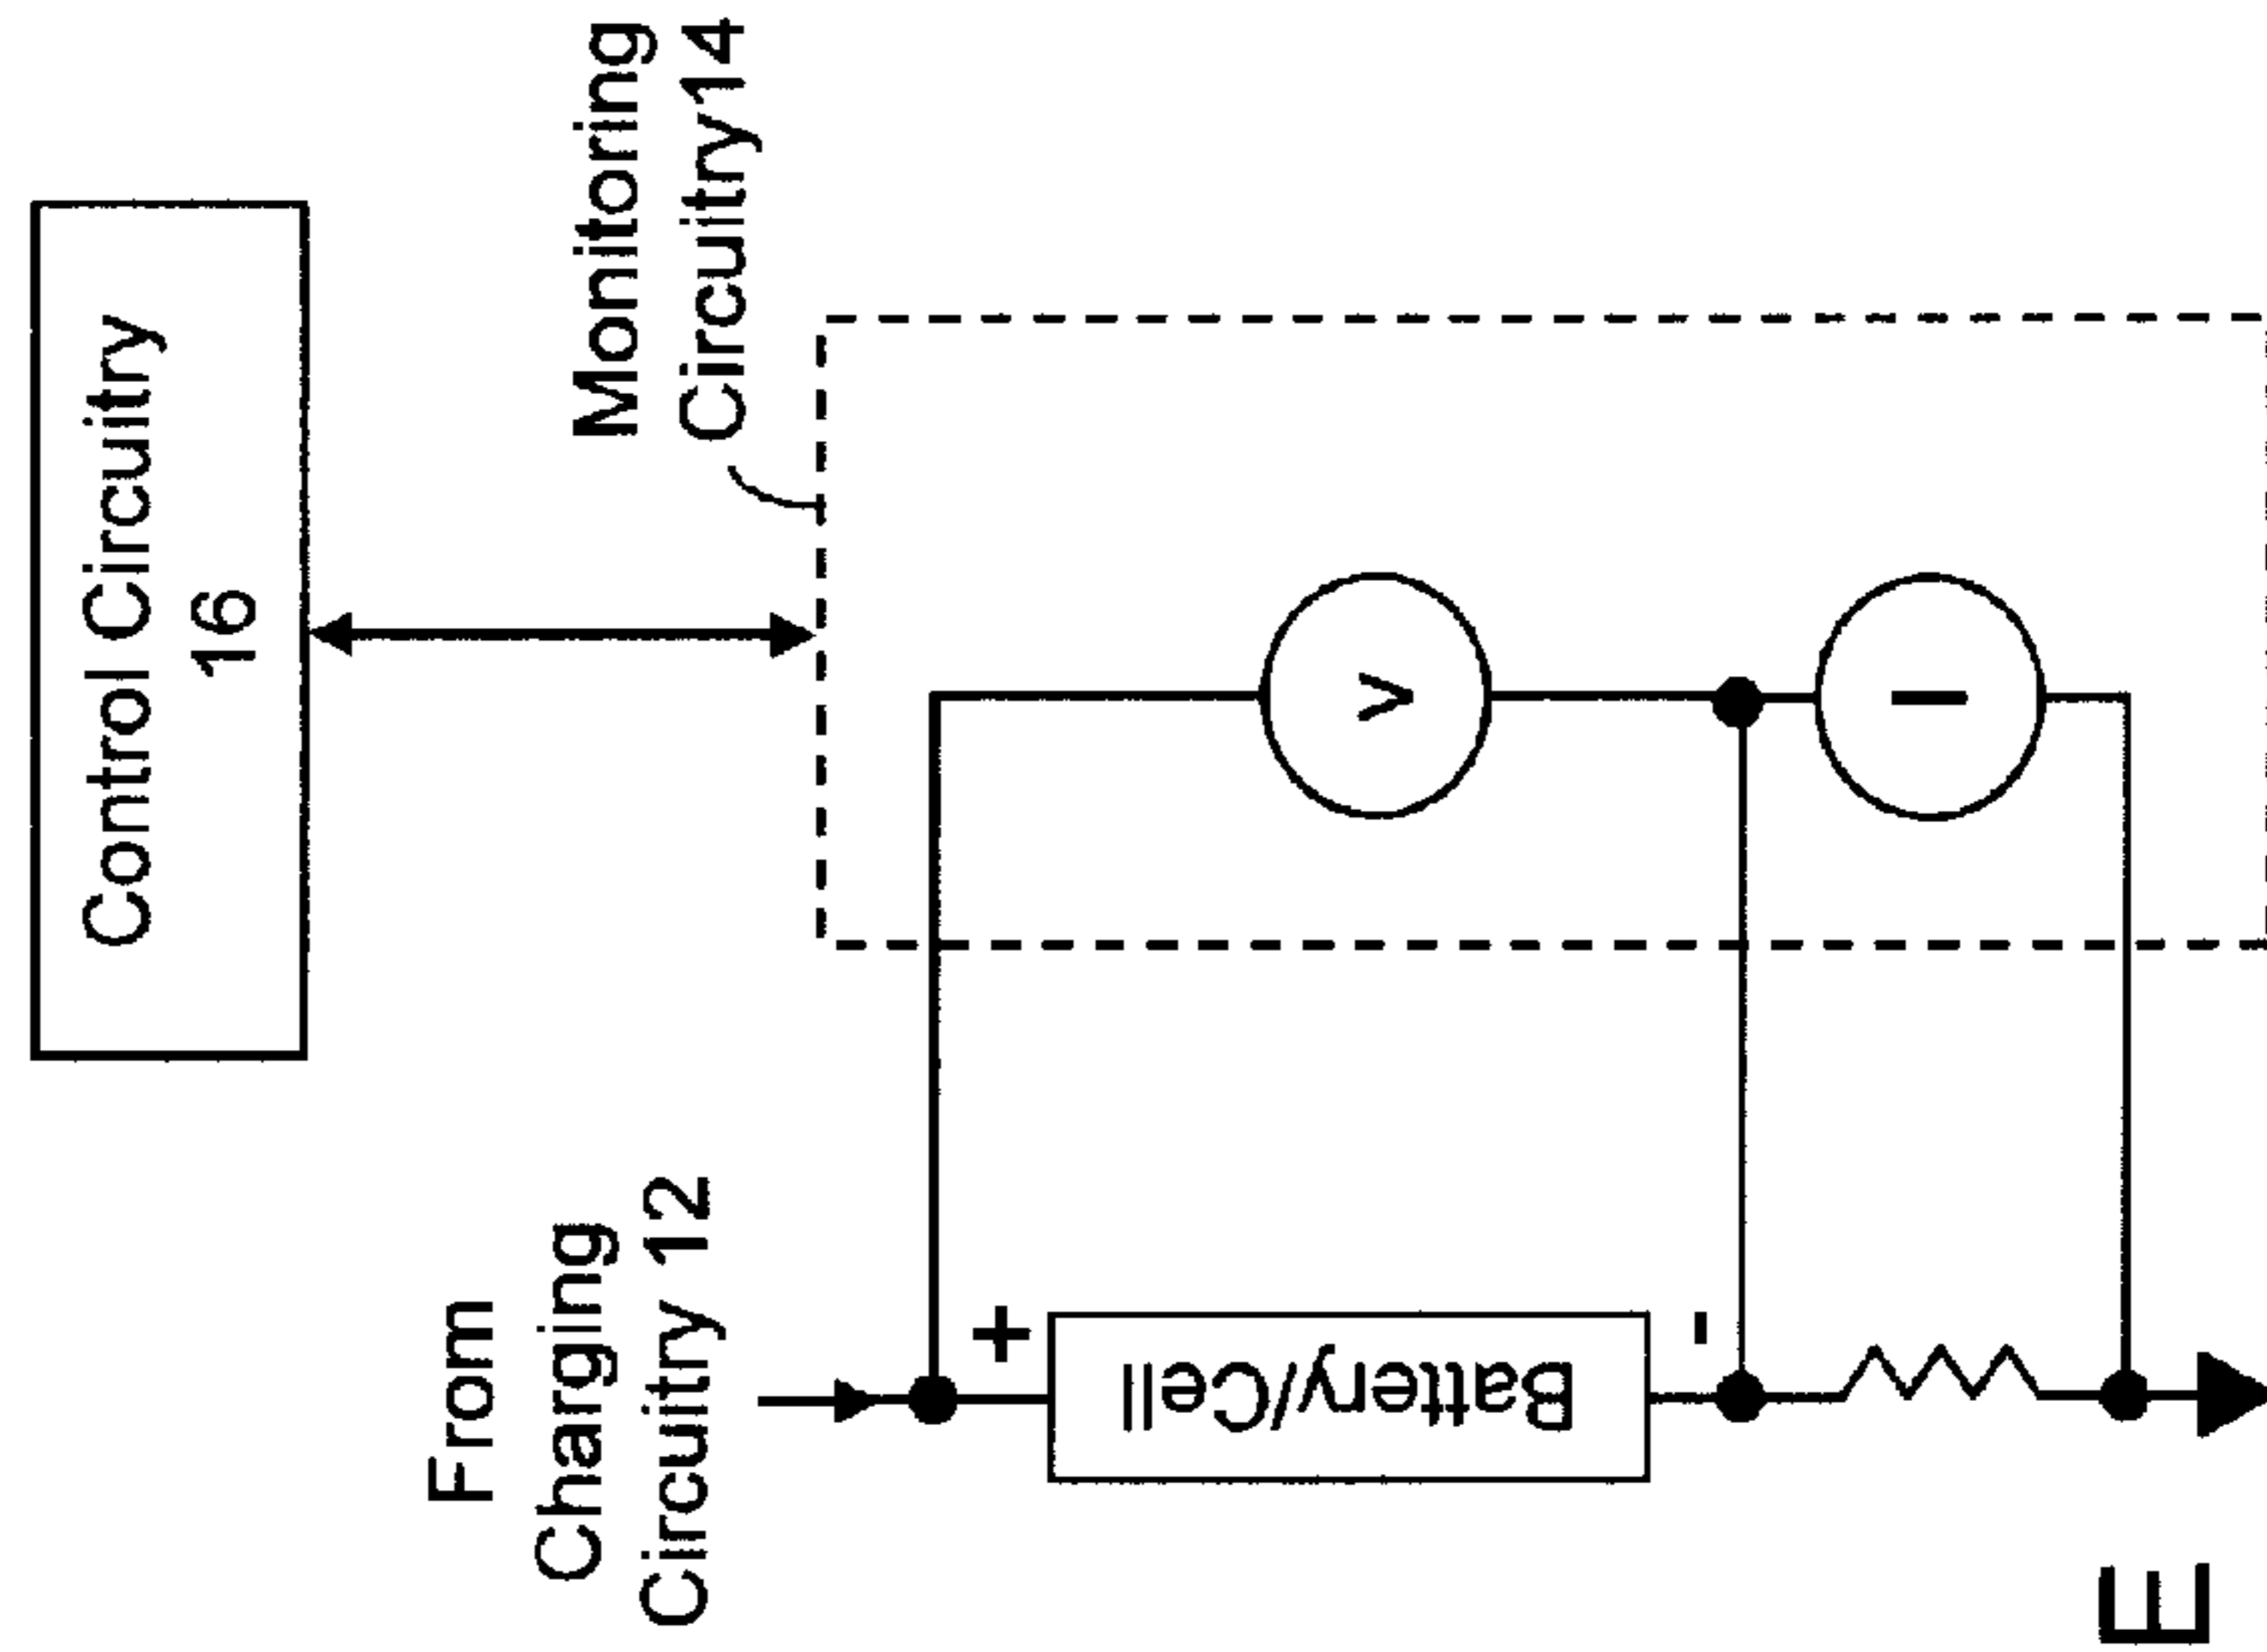 Control Circuitry
16
Monitoring
Circuitry14
From
Charging
Circuitry 12
+
Battery/Cell
-
V
I
E